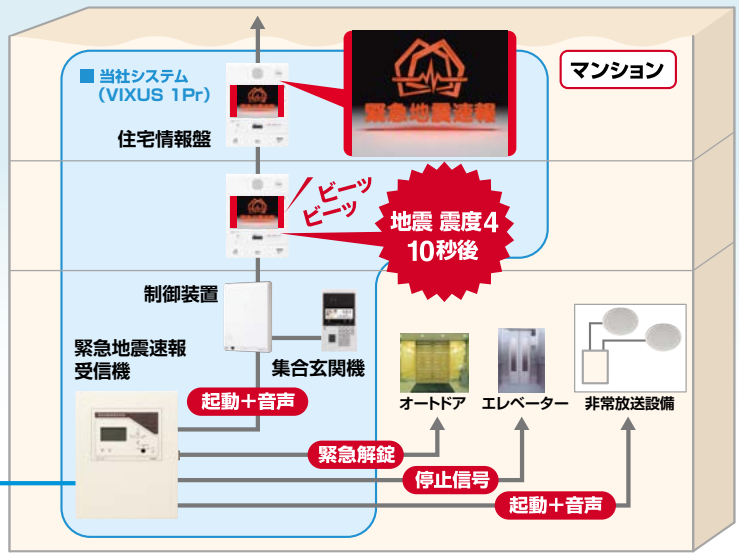 ■ 当社システム
（VIXUS 1Pr）
マンション
緊急地震速報
住宅情報盤
ビーッ
ビーッ
地震 震度4
10秒後
制御装置
集合玄関機
緊急地震速報
受信機
起動＋音声
オートドア
エレベーター
非常放送設備
緊急解錠
停止信号
起動＋音声